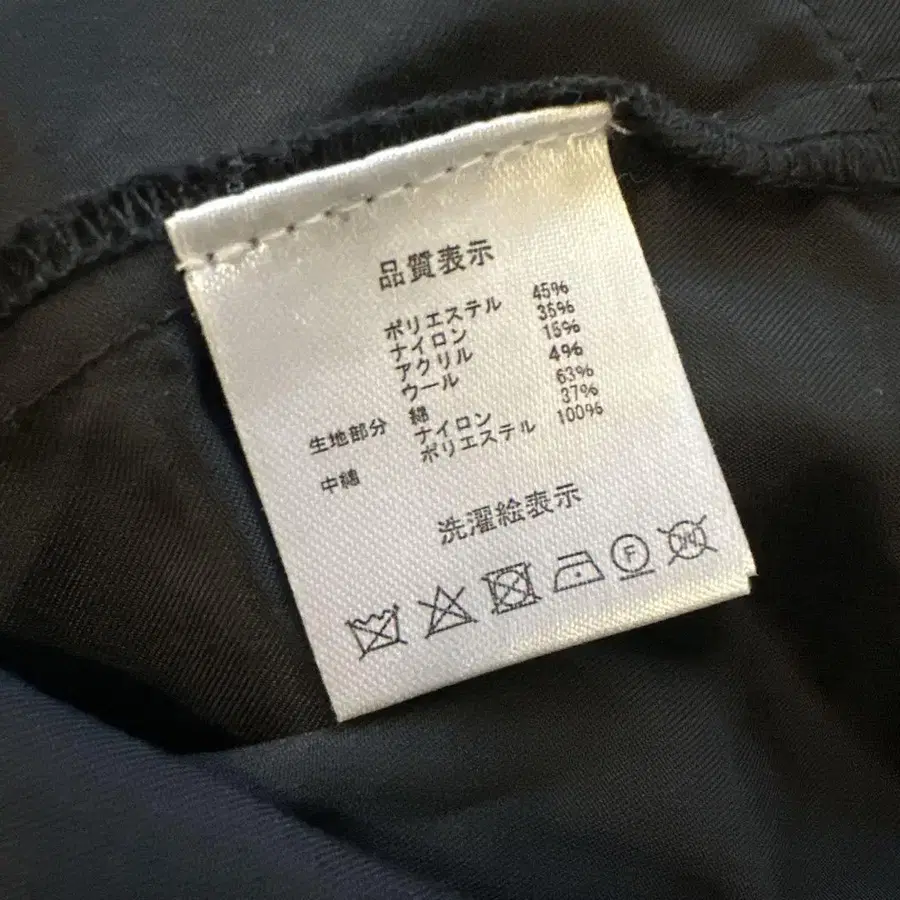 品質表示
ポリエステル 45%
ナイロン 35%
アクリル 15%
ウール 4%
生地部分 綿 63%
ナイロン 37%
中繐 ポリエステル 100%
洗濯絵表示
F
W